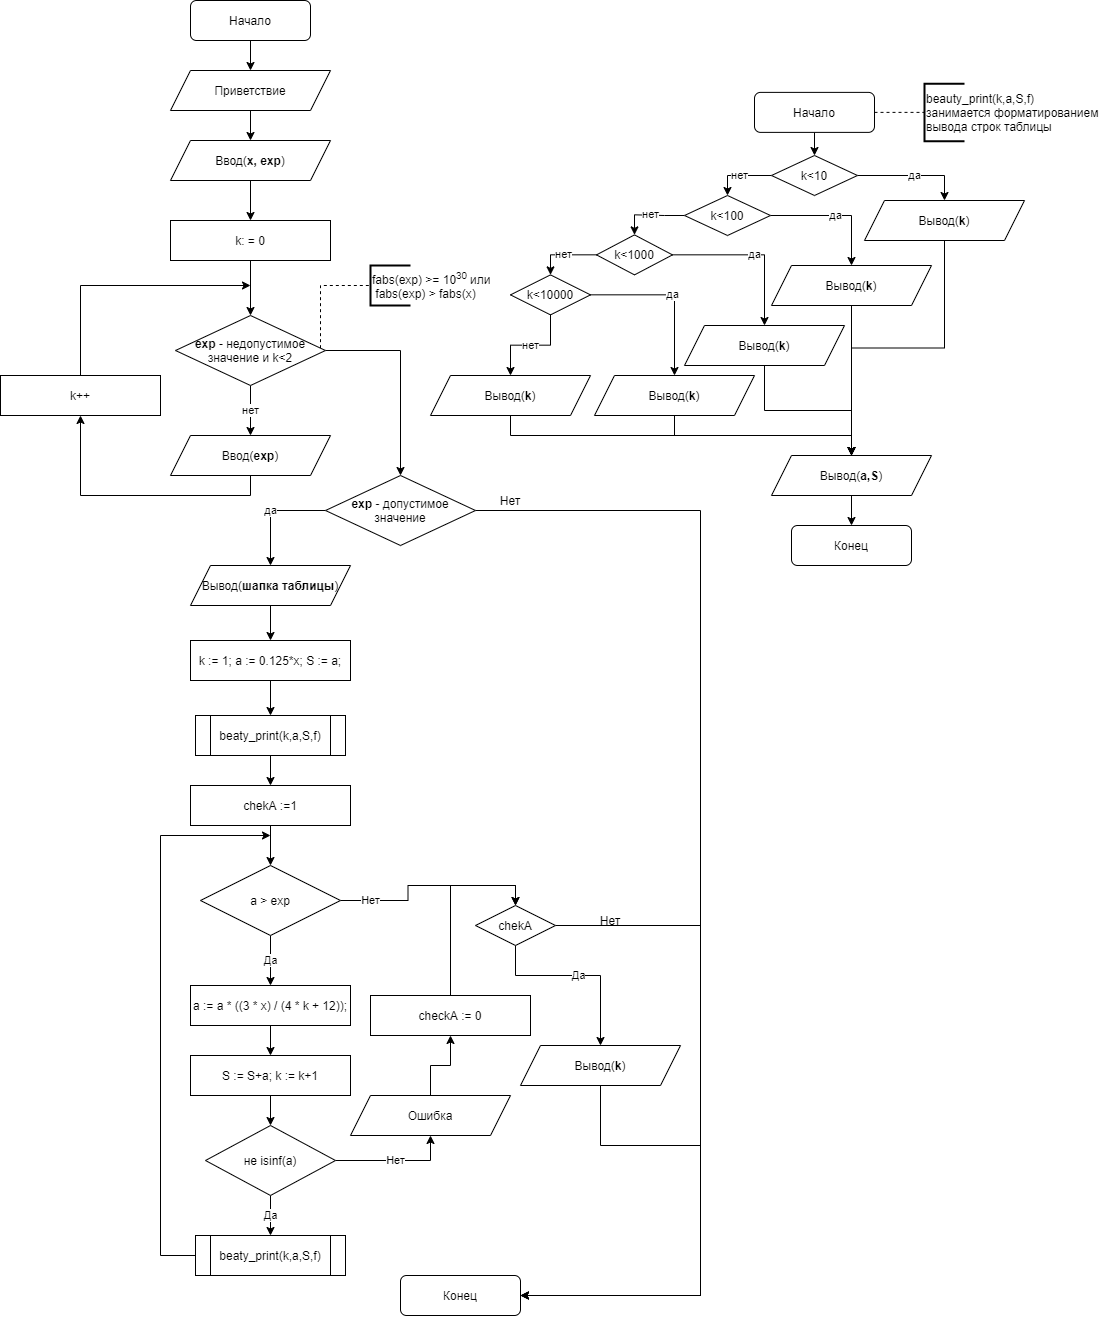 Начало
Приветствие
Ввод(x, exp)
k: = 0
fabs(exp) >= 10³⁰ или
fabs(exp) > fabs(x)
exp - недопустимое
значение и k<2
k++
нет
Ввод(exp)
exp - допустимое
значение
Нет
да
Вывод(шапка таблицы)
k := 1; a := 0.125*x; S := a;
beaty_print(k,a,S,f)
chekA :=1
a > exp
Нет
Да
a := a * ((3 * x) / (4 * k + 12));
S := S+a; k := k+1
не isinf(a)
Нет
Да
beaty_print(k,a,S,f)
Ошибка
checkA := 0
chekA
Нет
Да
Вывод(k)
Конец
Начало
beauty_print(k,a,S,f)
занимается форматированием
вывода строк таблицы
k<10
нет
да
Вывод(k)
k<100
нет
да
Вывод(k)
k<1000
нет
да
Вывод(k)
k<10000
да
нет
Вывод(k)
Вывод(k)
Вывод(a,S)
Конец